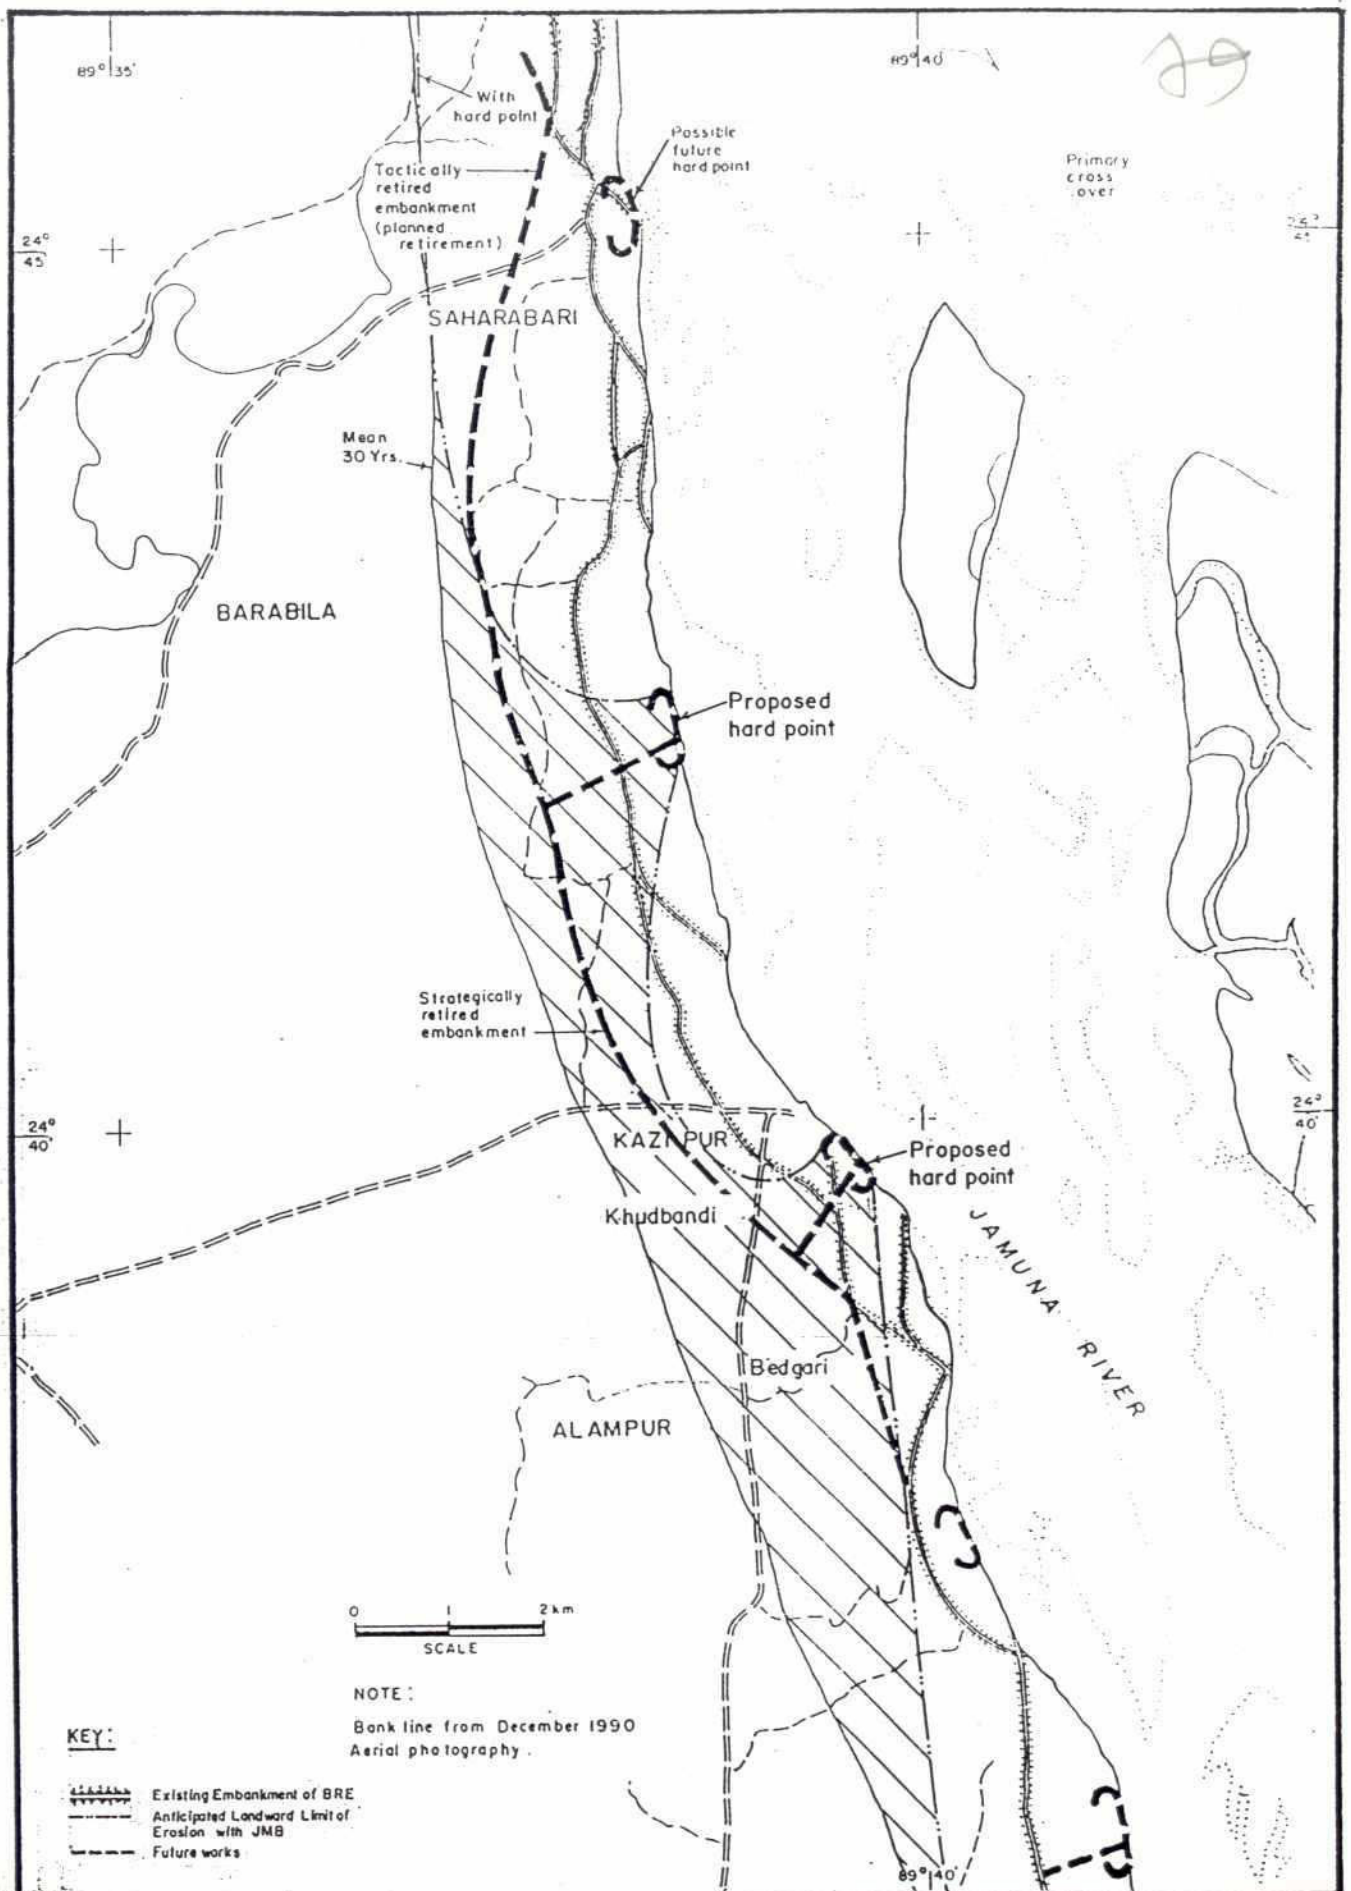 89° 35'
89° 40'
With
hard point
Possible
future
hard point
Primary
cross
over
Tactically
retired
embankment
(planned
retirement)
24°
45'
24°
45'
SAHARABARI
Mean
30 Yrs.
BARABILA
Proposed
hard point
Strategically
retired
embankment
24°
40'
24°
40'
KAZIPUR
Proposed
hard point
Khudbandi
JAMUNA RIVER
Bedgari
ALAMPUR
0 1 2 km
SCALE
NOTE:
Bank line from December 1990
Aerial photography.
KEY:
Existing Embankment of BRE
Anticipated Landward Limit of
Erosion with JMB
Future works
89° 40'